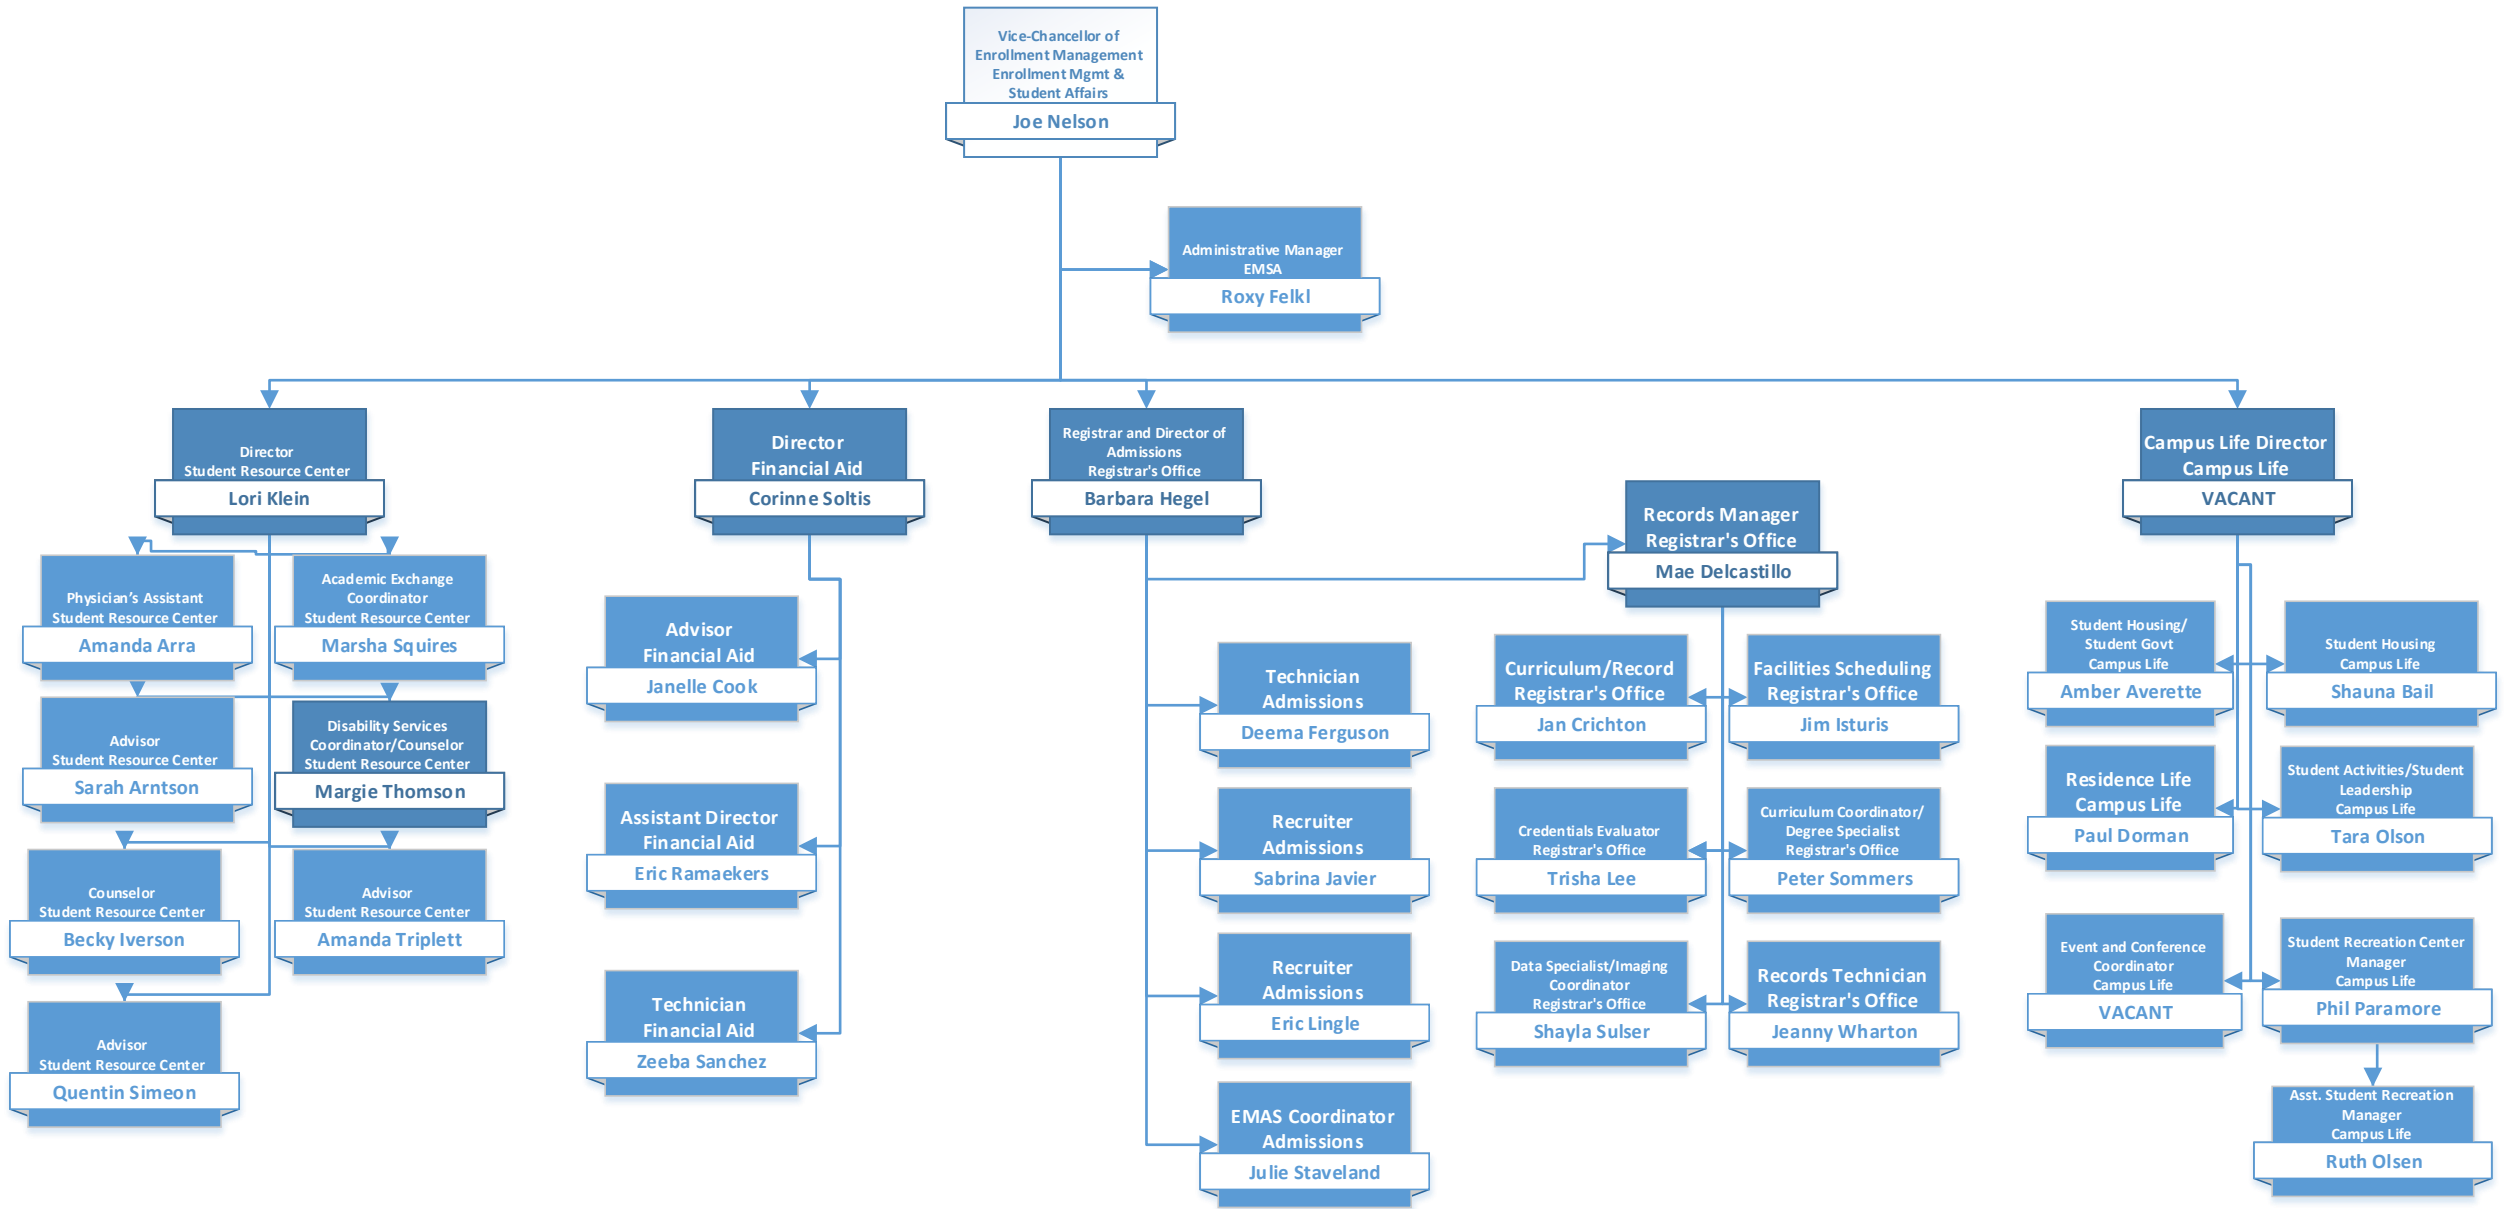 Vice-Chancellor of
Enrollment Management
Enrollment Mgmt &
Student Affairs
Joe Nelson
Administrative Manager
EMSA
Roxy Felkl
Director
Student Resource Center
Lori Klein
Physician’s Assistant
Student Resource Center
Amanda Arra
Academic Exchange
Coordinator
Student Resource Center
Marsha Squires
Advisor
Student Resource Center
Sarah Arntson
Disability Services
Coordinator/Counselor
Student Resource Center
Margie Thomson
Counselor
Student Resource Center
Becky Iverson
Advisor
Student Resource Center
Amanda Triplett
Advisor
Student Resource Center
Quentin Simeon
Director
Financial Aid
Corinne Soltis
Advisor
Financial Aid
Janelle Cook
Assistant Director
Financial Aid
Eric Ramaekers
Technician
Financial Aid
Zeeba Sanchez
Registrar and Director of
Admissions
Registrar's Office
Barbara Hegel
Technician
Admissions
Deema Ferguson
Recruiter
Admissions
Sabrina Javier
Recruiter
Admissions
Eric Lingle
EMAS Coordinator
Admissions
Julie Staveland
Records Manager
Registrar's Office
Mae Delcastillo
Curriculum/Record
Registrar's Office
Jan Crichton
Facilities Scheduling
Registrar's Office
Jim Isturis
Credentials Evaluator
Registrar's Office
Trisha Lee
Curriculum Coordinator/
Degree Specialist
Registrar's Office
Peter Sommers
Data Specialist/Imaging
Coordinator
Registrar's Office
Shayla Sulser
Records Technician
Registrar's Office
Jeanny Wharton
Campus Life Director
Campus Life
VACANT
Student Housing/
Student Govt
Campus Life
Amber Averette
Student Housing
Campus Life
Shauna Bail
Residence Life
Campus Life
Paul Dorman
Student Activities/Student
Leadership
Campus Life
Tara Olson
Event and Conference
Coordinator
Campus Life
VACANT
Student Recreation Center
Manager
Campus Life
Phil Paramore
Asst. Student Recreation
Manager
Campus Life
Ruth Olsen